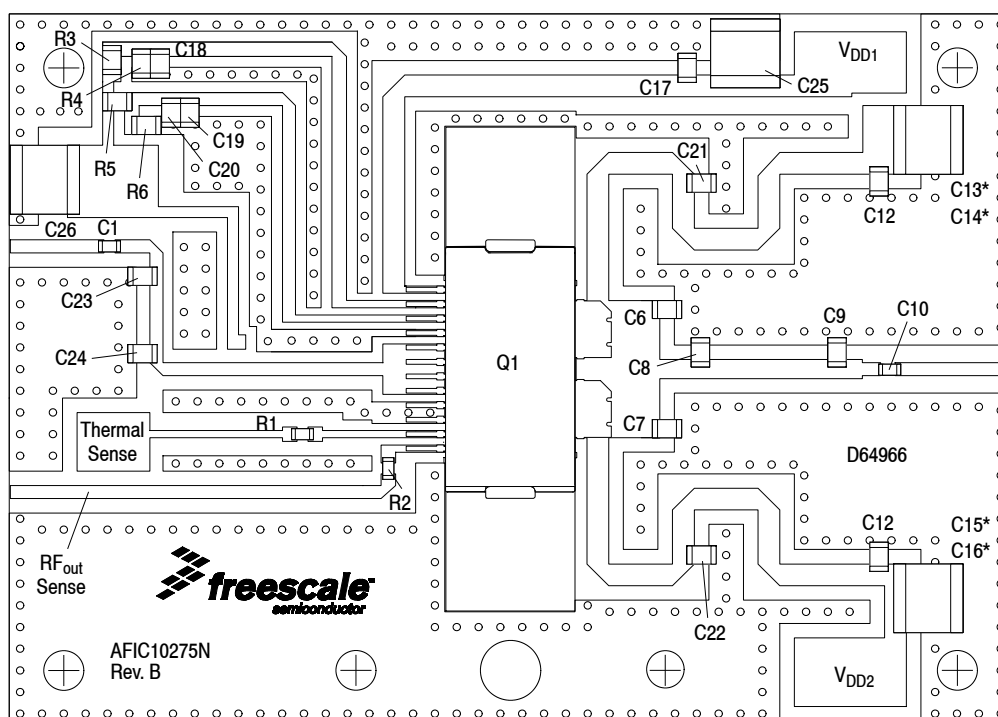 R3
C18
R4
R5
C19
C20
R6
C26
C1
C23
C24
Thermal
Sense
R1
R2
RFout
Sense
freescale™
semiconductor
AFIC10275N
Rev. B
Q1
C17
C25
VDD1
C21
C12
C13*
C14*
C6
C8
C9
C10
C7
D64966
C12
C15*
C16*
C22
VDD2